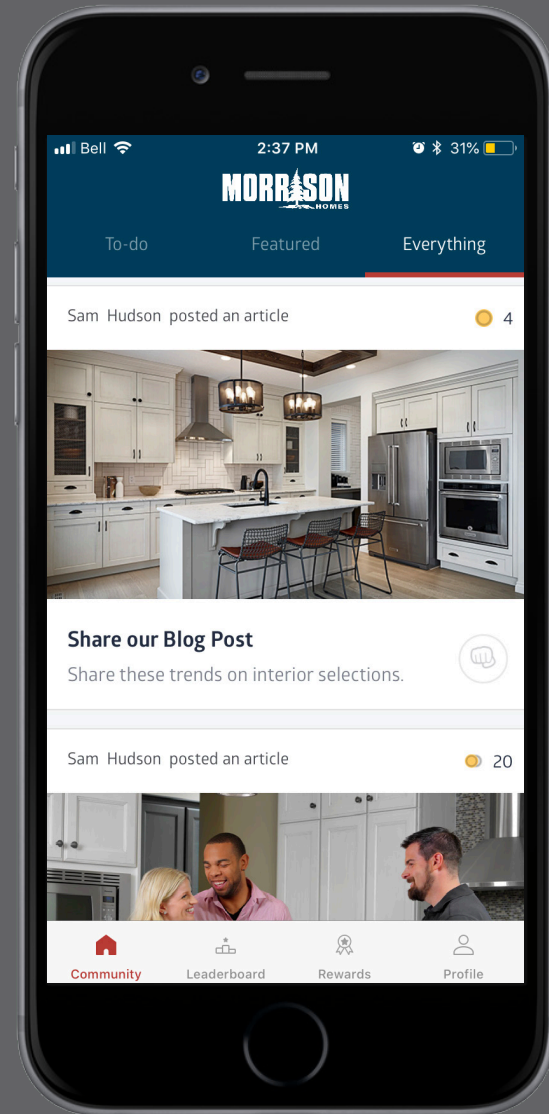 Bell
2:37 PM
31%
MORRISON
HOMES
To-do
Featured
Everything
Sam Hudson posted an article
4
Share our Blog Post
Share these trends on interior selections.
Sam Hudson posted an article
20
Community
Leaderboard
Rewards
Profile